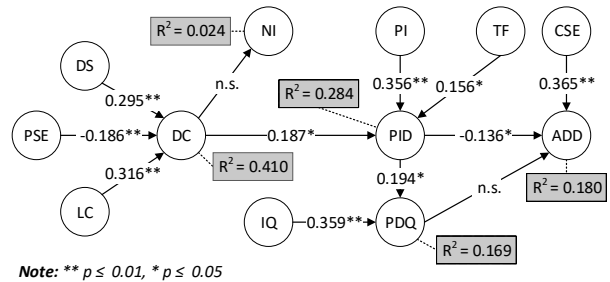 R² = 0.024
NI
PI
TF
CSE
DS
n.s.
0.356**
0.156*
0.365**
0.295**
R² = 0.284
PSE
-0.186**
DC
0.187*
PID
-0.136*
ADD
0.316**
R² = 0.410
0.194*
n.s.
R² = 0.180
LC
IQ
0.359**
PDQ
R² = 0.169
Note: ** p ≤ 0.01, * p ≤ 0.05